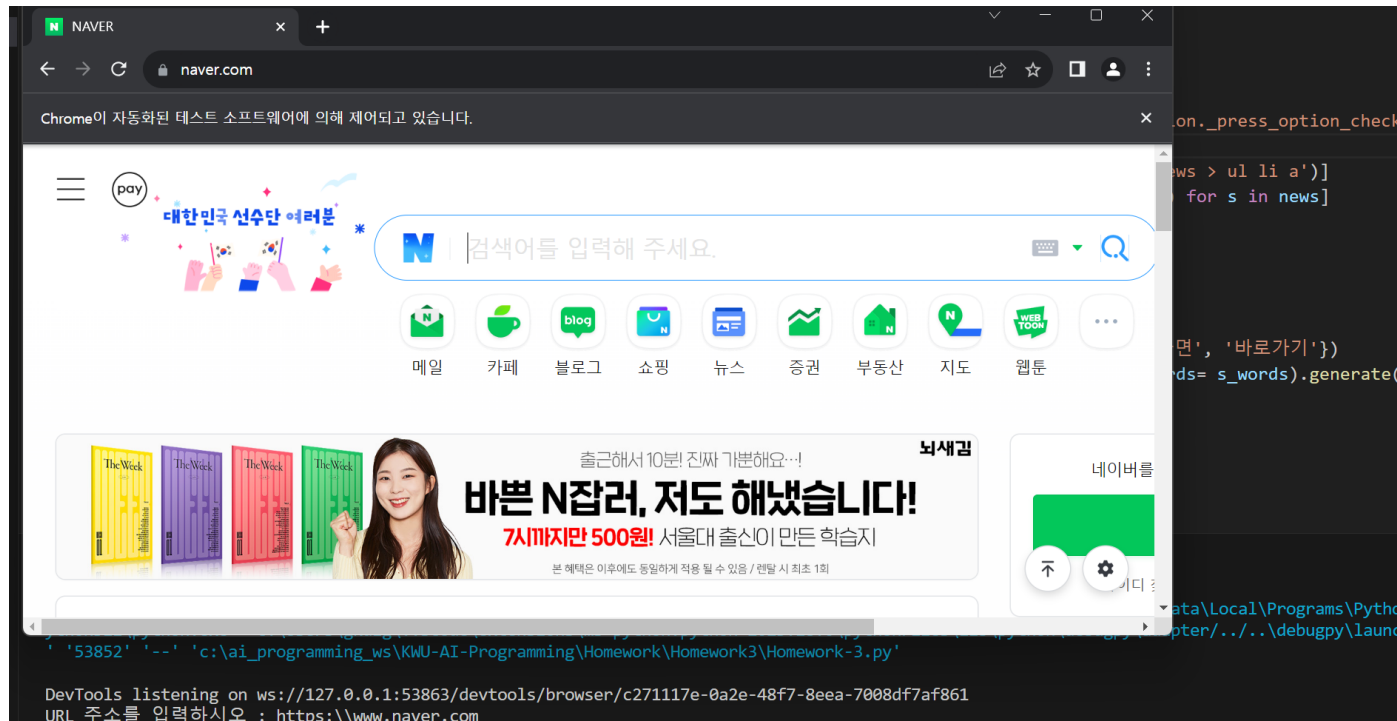 NAVER
naver.com
Chrome이 자동화된 테스트 소프트웨어에 의해 제어되고 있습니다.
on._press_option_check
ews > ul li a')]
for s in news]
pay
대한민국 선수단 여러분
N
검색어를 입력해 주세요.
N
blog
N
N
N
WEB
TOON
메일
카페
블로그
쇼핑
뉴스
증권
부동산
지도
웹툰
면', '바로가기'})
ds= s_words).generate(
The Week
The Week
The Week
The Week
뇌새김
출근해서 10분! 진짜 가뿐해요…!
바쁜 N잡러, 저도 해냈습니다!
7시까지만 500원! 서울대 출신이 만든 학습지
본 혜택은 이후에도 동일하게 적용 될 수 있음 / 렌탈 시 최초 1회
네이버를
이디
ata\Local\Programs\Pytho
pter/../..\debugpy\launc
' '53852' '--' 'c:\ai_programming_ws\KWU-AI-Programming\Homework\Homework3\Homework-3.py'
DevTools listening on ws://127.0.0.1:53863/devtools/browser/c271117e-0a2e-48f7-8eea-7008df7af861
URL 주소를 입력하시오 : https:\\www.naver.com